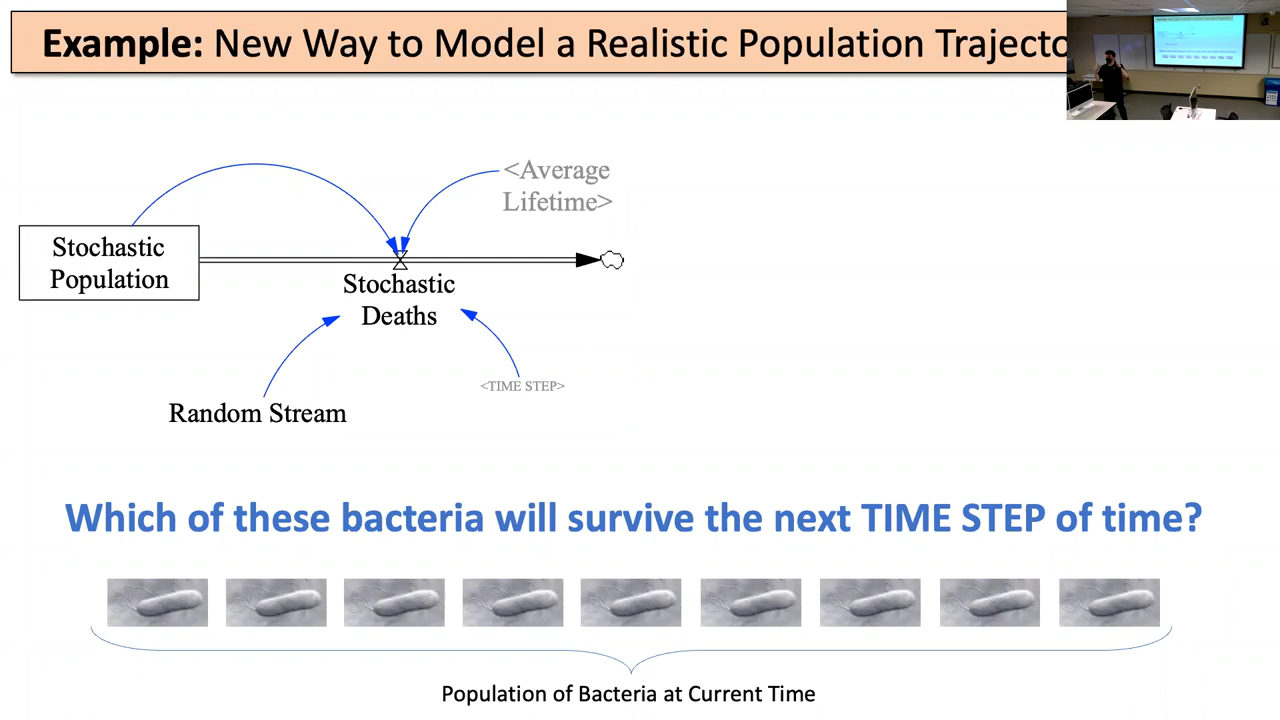 Example: New Way to Model a Realistic Population Trajecto
<Average
Lifetime>
Stochastic
Population
Stochastic
Deaths
<TIME STEP>
Random Stream
Which of these bacteria will survive the next TIME STEP of time?
Population of Bacteria at Current Time